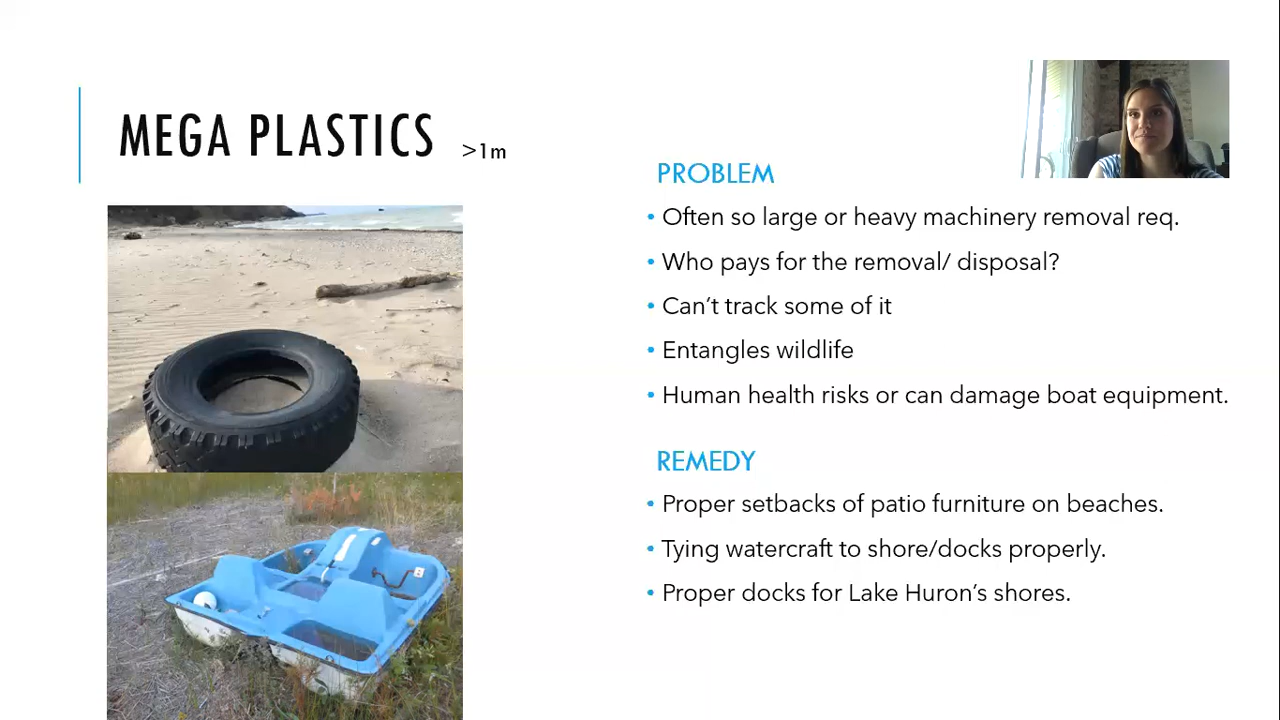 MEGA PLASTICS >1m
PROBLEM
• Often so large or heavy machinery removal req.
• Who pays for the removal/ disposal?
• Can't track some of it
• Entangles wildlife
• Human health risks or can damage boat equipment.
REMEDY
• Proper setbacks of patio furniture on beaches.
• Tying watercraft to shore/docks properly.
• Proper docks for Lake Huron's shores.